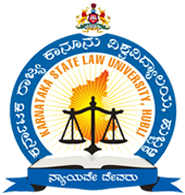 ಕರ್ನಾಟಕ ರಾಜ್ಯ ಕಾನೂನು ವಿಶ್ವವಿದ್ಯಾಲಯ, ಹುಬ್ಬಳ್ಳಿ
KARNATAKA STATE LAW UNIVERSITY, HUBLI
ನ್ಯಾಯವೇ ದೇವರು